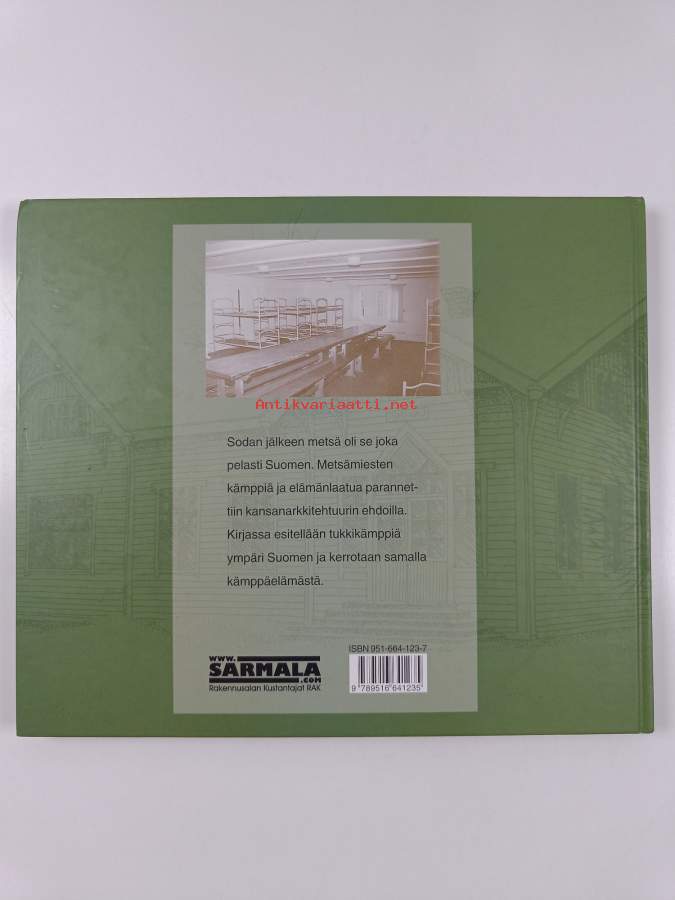 Antikvariaatti.net
Sodan jälkeen metsä oli se joka
pelasti Suomen. Metsämiesten
kämppiä ja elämänlaatua parannet-
tiin kansanarkkitehtuurin ehdoilla.
Kirjassa esitellään tukkikämppiä
ympäri Suomen ja kerrotaan samalla
kämppäelämästä.
ISBN 951-664-123-7
www.
SARMALA
.com
Rakennusalan Kustantajat RAK
9 789516 641235